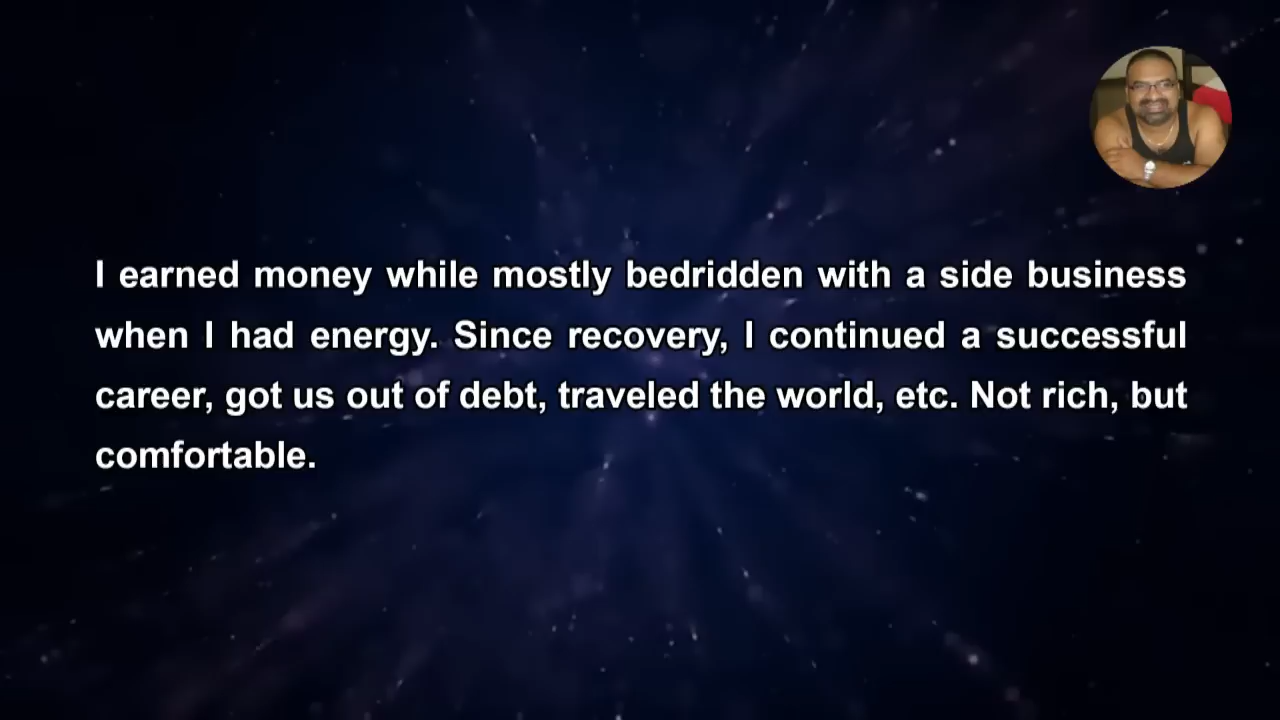 I earned money while mostly bedridden with a side business
when I had energy. Since recovery, I continued a successful
career, got us out of debt, traveled the world, etc. Not rich, but
comfortable.